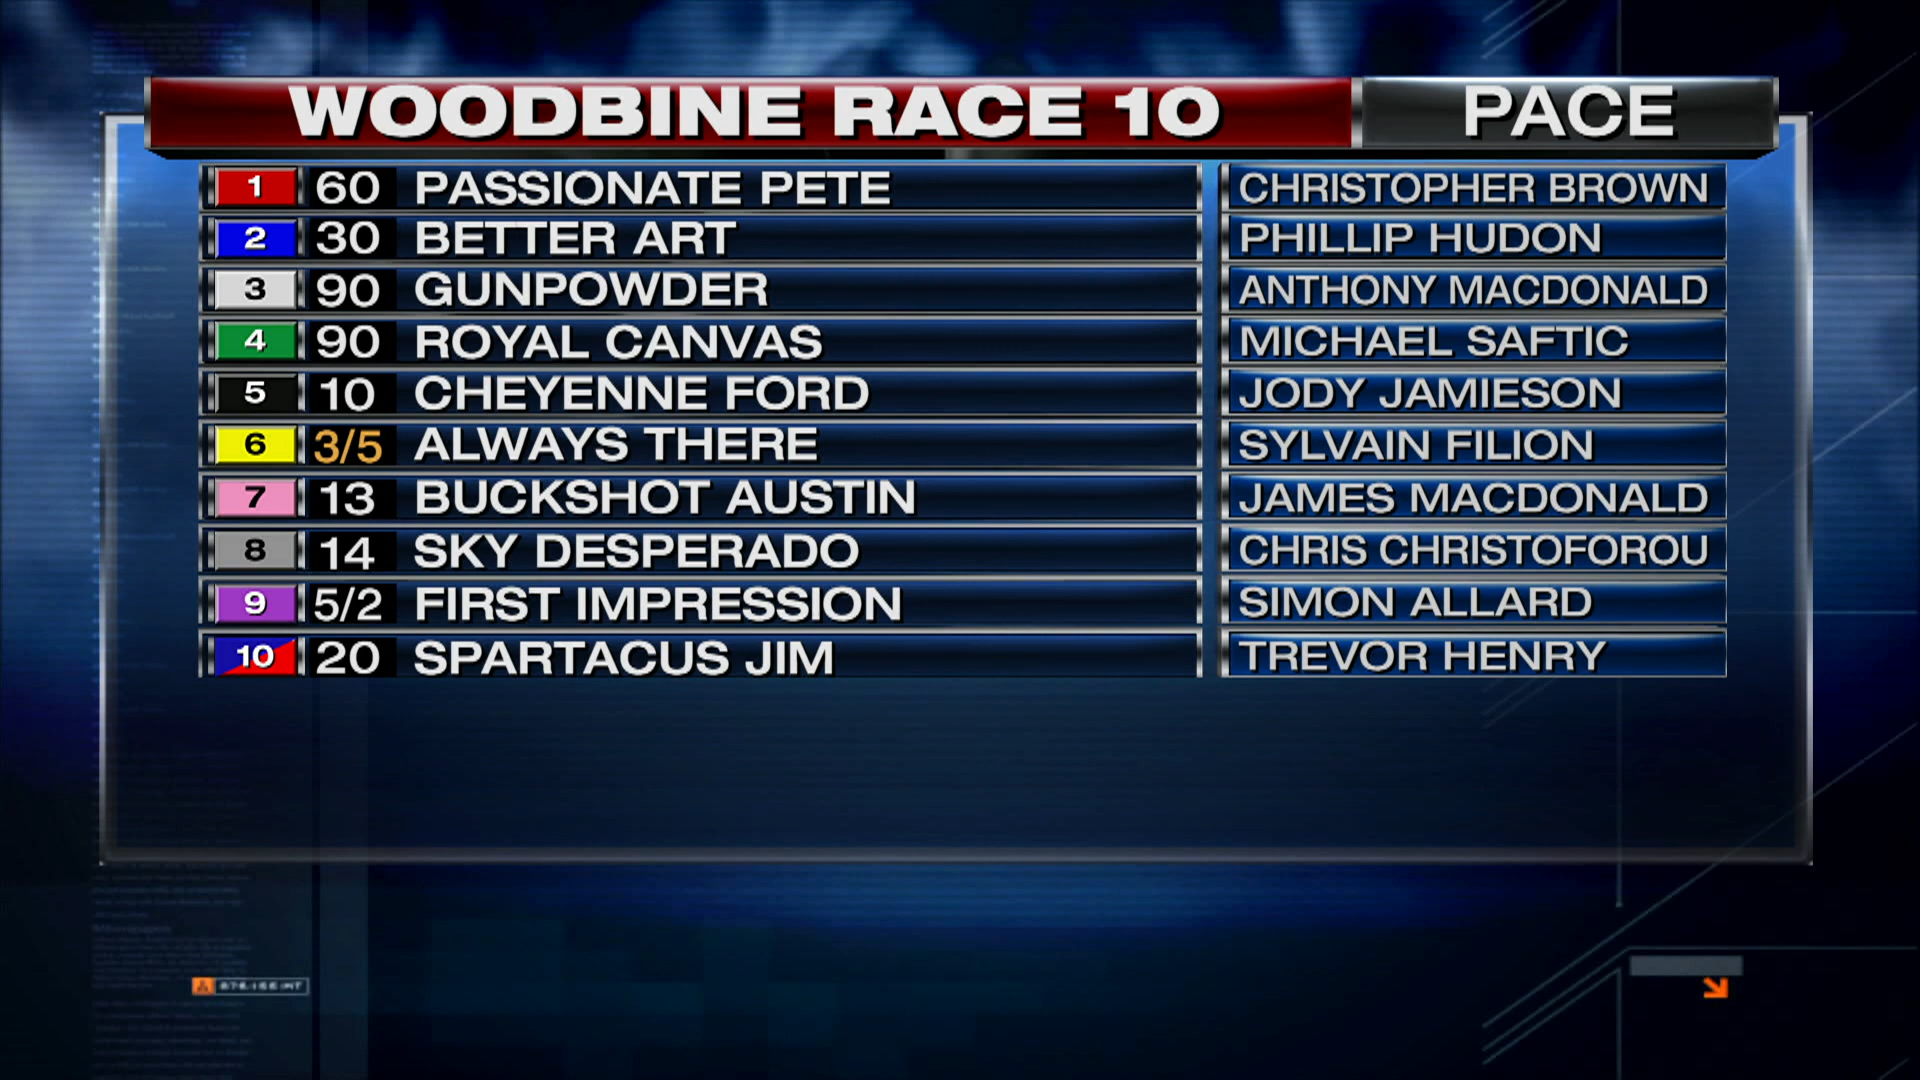 WOODBINE RACE 10 PACE
1 60 PASSIONATE PETE CHRISTOPHER BROWN
2 30 BETTER ART PHILLIP HUDON
3 90 GUNPOWDER ANTHONY MACDONALD
4 90 ROYAL CANVAS MICHAEL SAFTIC
5 10 CHEYENNE FORD JODY JAMIESON
6 3/5 ALWAYS THERE SYLVAIN FILION
7 13 BUCKSHOT AUSTIN JAMES MACDONALD
8 14 SKY DESPERADO CHRIS CHRISTOFOROU
9 5/2 FIRST IMPRESSION SIMON ALLARD
10 20 SPARTACUS JIM TREVOR HENRY